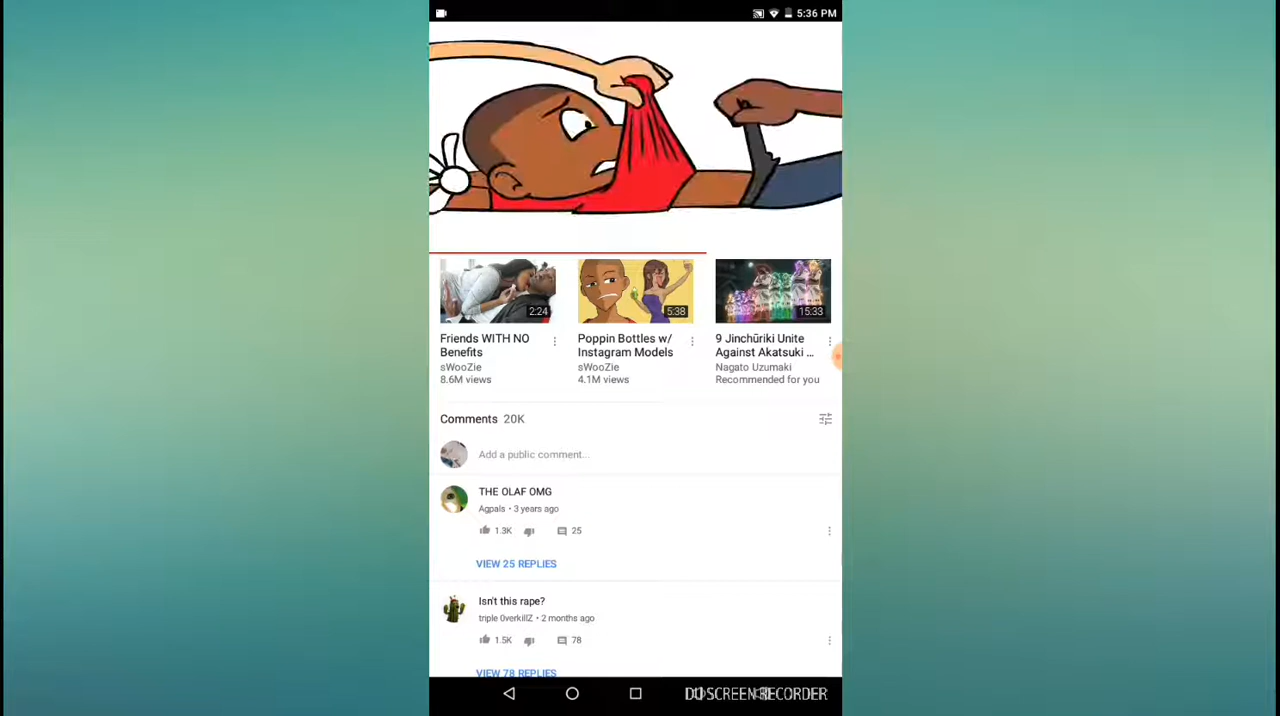 5:36 PM
2:24
5:38
15:33
Friends WITH NO Benefits
sWooZie
8.6M views
Poppin Bottles w/ Instagram Models
sWooZie
4.1M views
9 Jinchūriki Unite Against Akatsuki ...
Nagato Uzumaki
Recommended for you
Comments 20K
Add a public comment...
THE OLAF OMG
Agpals • 3 years ago
1.3K 25
VIEW 25 REPLIES
Isn't this rape?
triple 0verkillZ • 2 months ago
1.5K 78
VIEW 78 REPLIES
DU SCREEN RECORDER